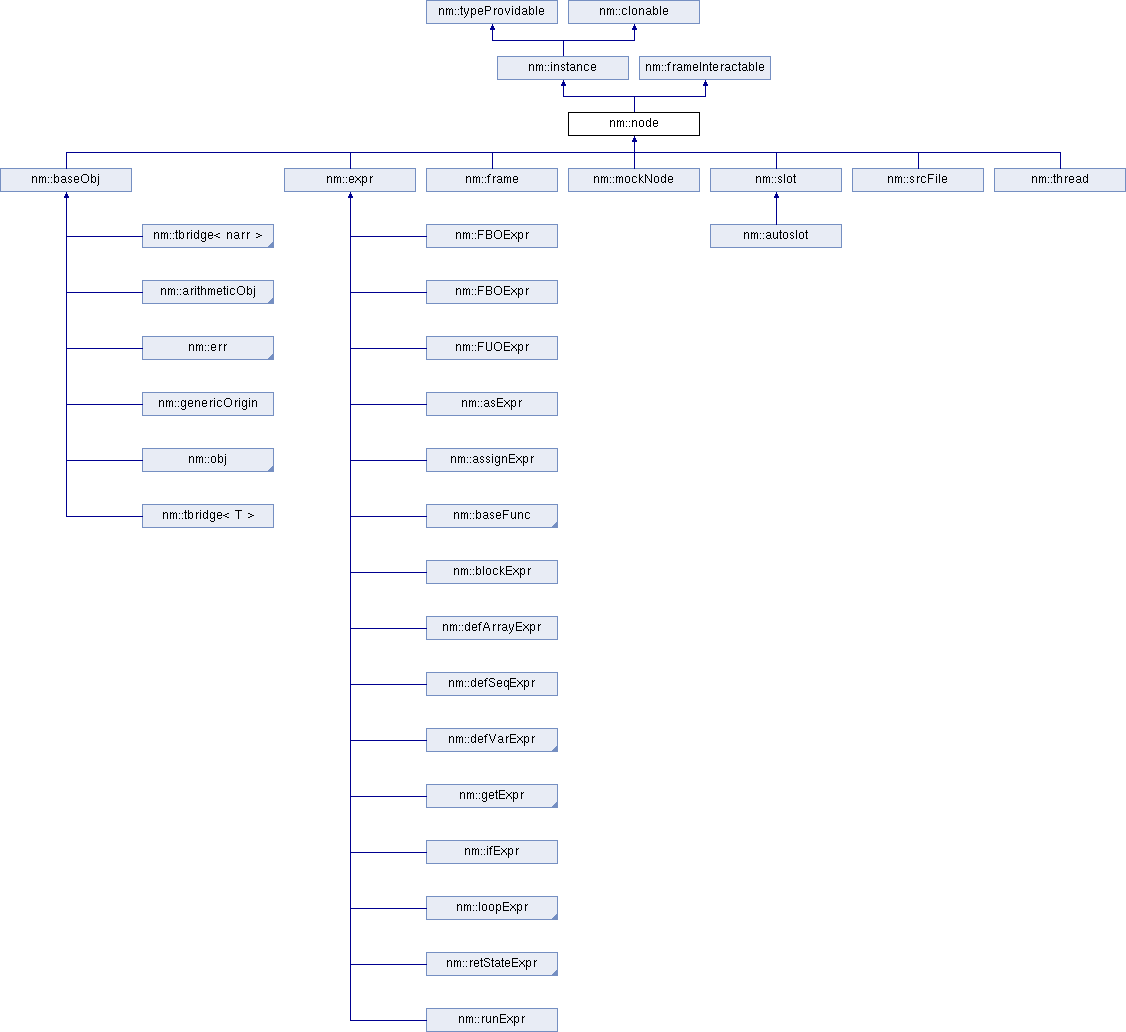 nm::typeProvidable
nm::clonable
nm::instance
nm::frameInteractable
nm::node
nm::baseObj
nm::expr
nm::frame
nm::mockNode
nm::slot
nm::srcFile
nm::thread
nm::tbridge< narr >
nm::FBOExpr
nm::autoslot
nm::arithmeticObj
nm::FBOExpr
nm::err
nm::FUOExpr
nm::genericOrigin
nm::asExpr
nm::obj
nm::assignExpr
nm::tbridge< T >
nm::baseFunc
nm::blockExpr
nm::defArrayExpr
nm::defSeqExpr
nm::defVarExpr
nm::getExpr
nm::ifExpr
nm::loopExpr
nm::retStateExpr
nm::runExpr